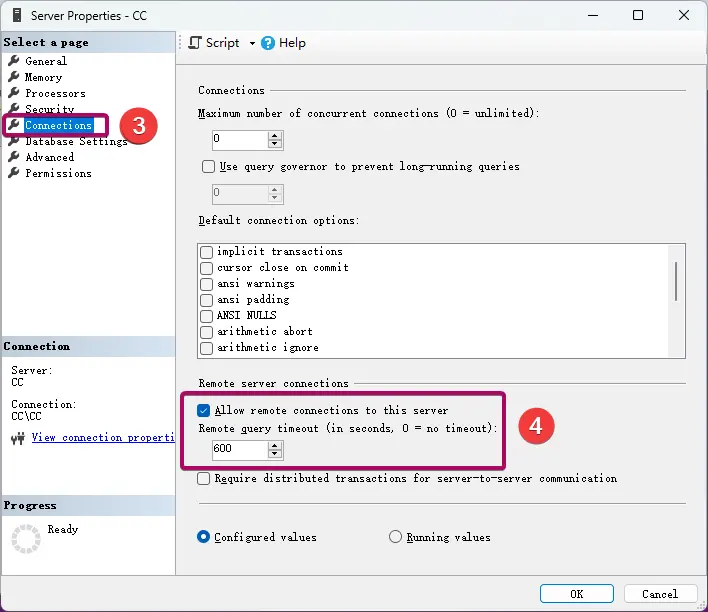 Server Properties - CC
Select a page
General
Memory
Processors
Security
Connections
Database Settings
Advanced
Permissions
3
Script
Help
Connections
Maximum number of concurrent connections (0 = unlimited):
0
Use query governor to prevent long-running queries
0
Default connection options:
implicit transactions
cursor close on commit
ansi warnings
ansi padding
ANSI NULLS
arithmetic abort
arithmetic ignore
Remote server connections
Allow remote connections to this server
Remote query timeout (in seconds, 0 = no timeout):
600
4
Require distributed transactions for server-to-server communication
Configured values
Running values
Connection
Server:
CC
Connection:
CC\CC
View connection properti
Progress
Ready
OK
Cancel